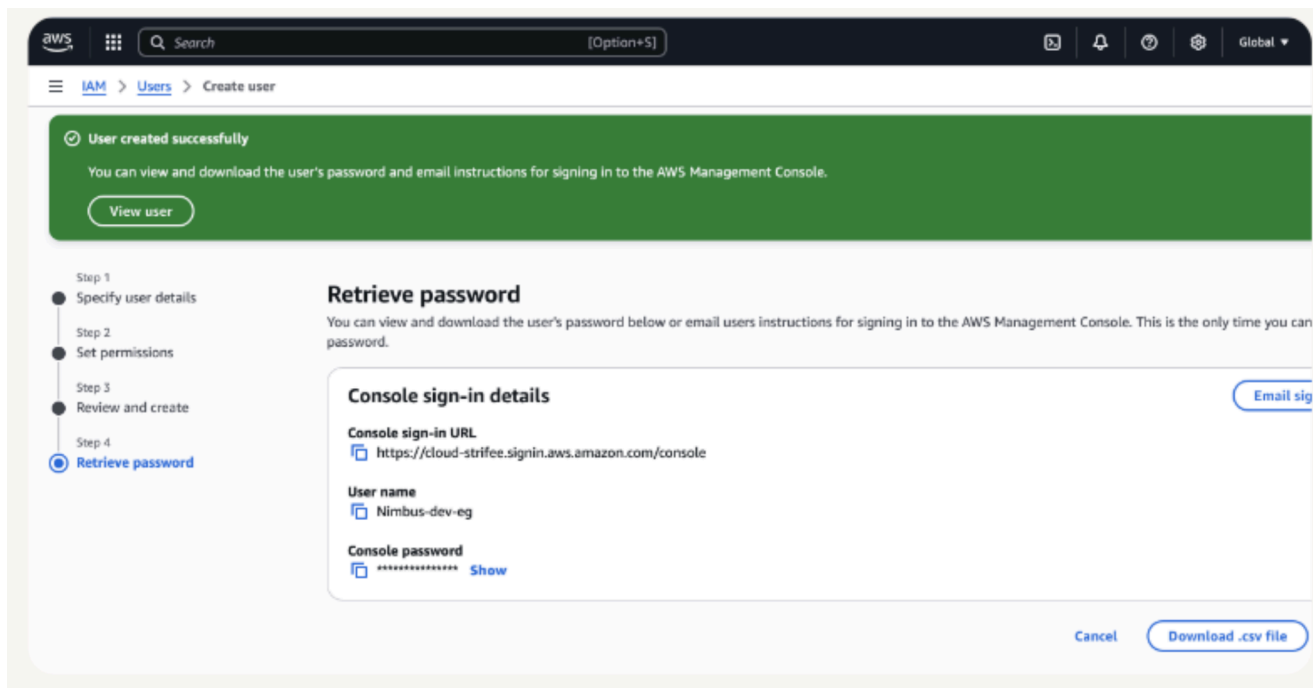 aws
Search [Option+S] Global
IAM > Users > Create user
User created successfully
You can view and download the user's password and email instructions for signing in to the AWS Management Console.
View user
Step 1
Specify user details
Step 2
Set permissions
Step 3
Review and create
Step 4
Retrieve password
Retrieve password
You can view and download the user's password below or email users instructions for signing in to the AWS Management Console. This is the only time you can
password.
Console sign-in details
Email sig
Console sign-in URL
https://cloud-strifee.signin.aws.amazon.com/console
User name
Nimbus-dev-eg
Console password
*************** Show
Cancel Download .csv file